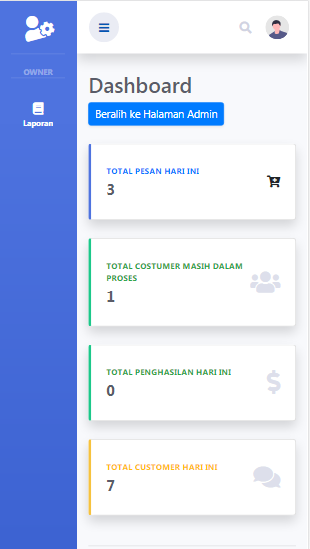 OWNER
Laporan
Dashboard
Beralih ke Halaman Admin
TOTAL PESAN HARI INI
3
TOTAL COSTUMER MASIH DALAM
PROSES
1
TOTAL PENGHASILAN HARI INI
0
TOTAL CUSTOMER HARI INI
7